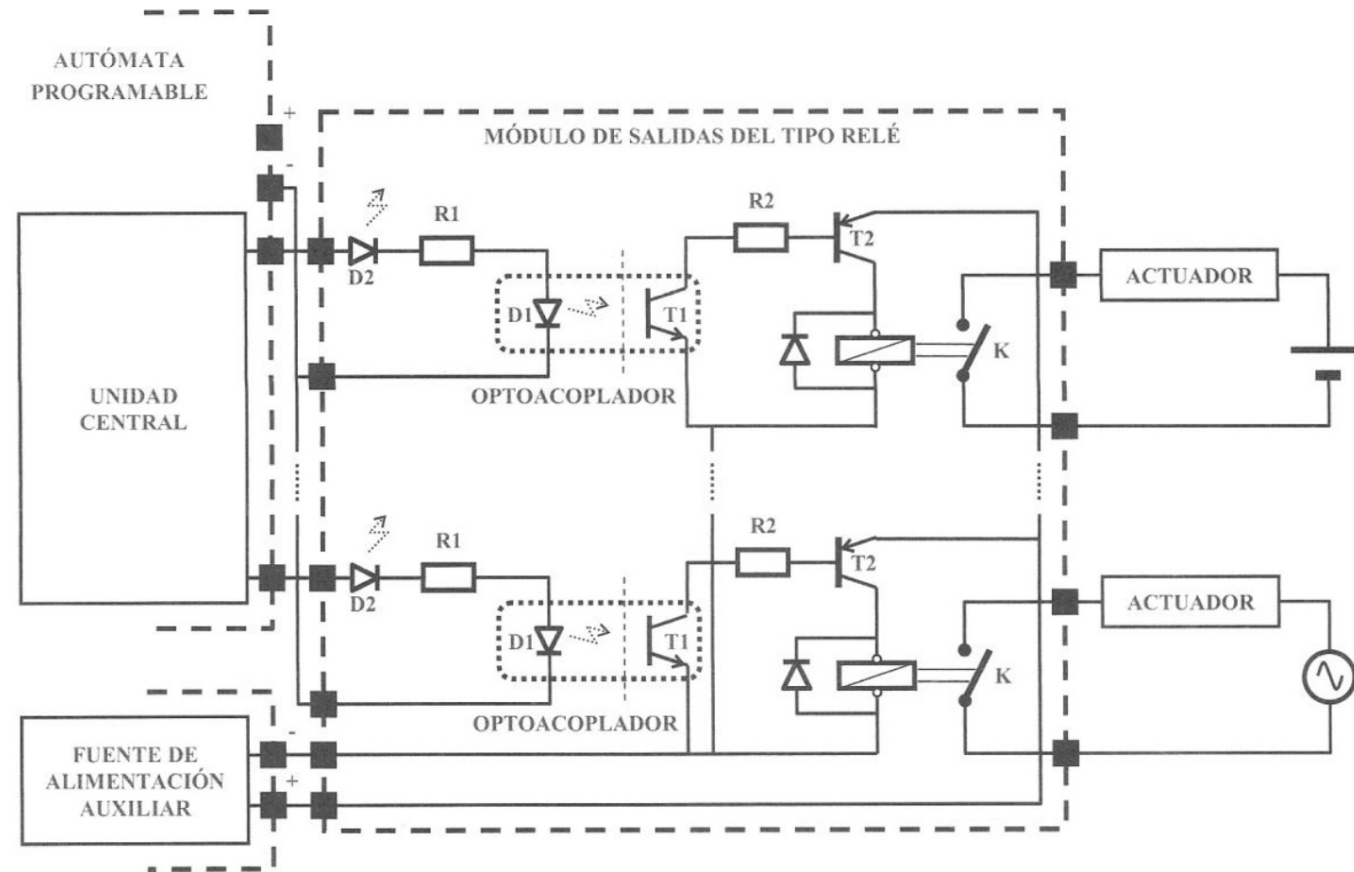 AUTÓMATA
PROGRAMABLE
+
-
MÓDULO DE SALIDAS DEL TIPO RELÉ
R1
R2
T2
D2
ACTUADOR
D1
T1
K
OPTOACOPLADOR
UNIDAD
CENTRAL
R1
R2
T2
D2
ACTUADOR
D1
T1
K
OPTOACOPLADOR
-
FUENTE DE
ALIMENTACIÓN
AUXILIAR
+